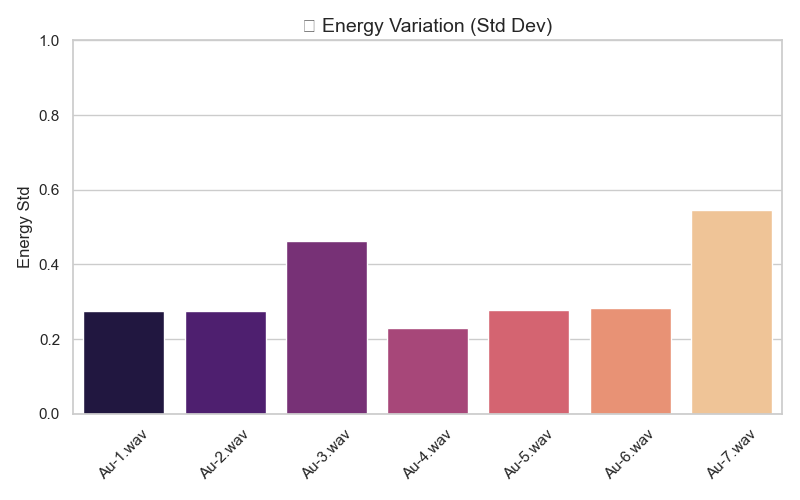 Energy Variation (Std Dev)
1.0
0.8
0.6
0.4
0.2
0.0
Energy Std
Au-1.wav
Au-2.wav
Au-3.wav
Au-4.wav
Au-5.wav
Au-6.wav
Au-7.wav